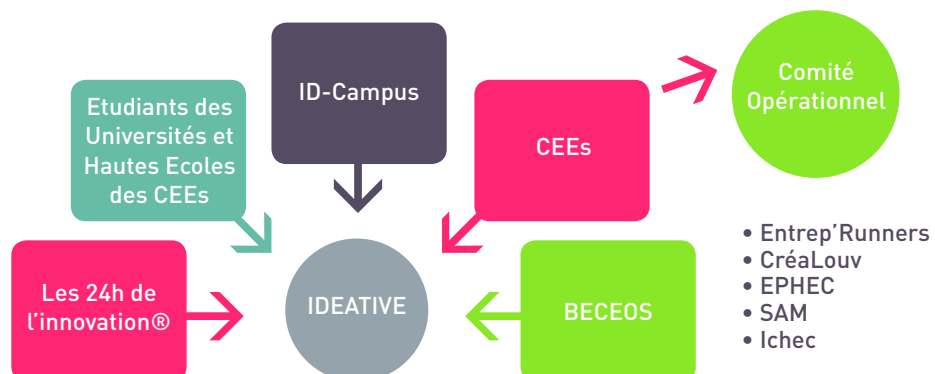 ID-Campus
Etudiants des
Universités et
Hautes Ecoles
des CEEs
CEEs
Comité
Opérationnel
Les 24h de
l’innovation®
IDEATIVE
BECEOS
• Entrep’Runners
• CréaLouv
• EPHEC
• SAM
• Ichec